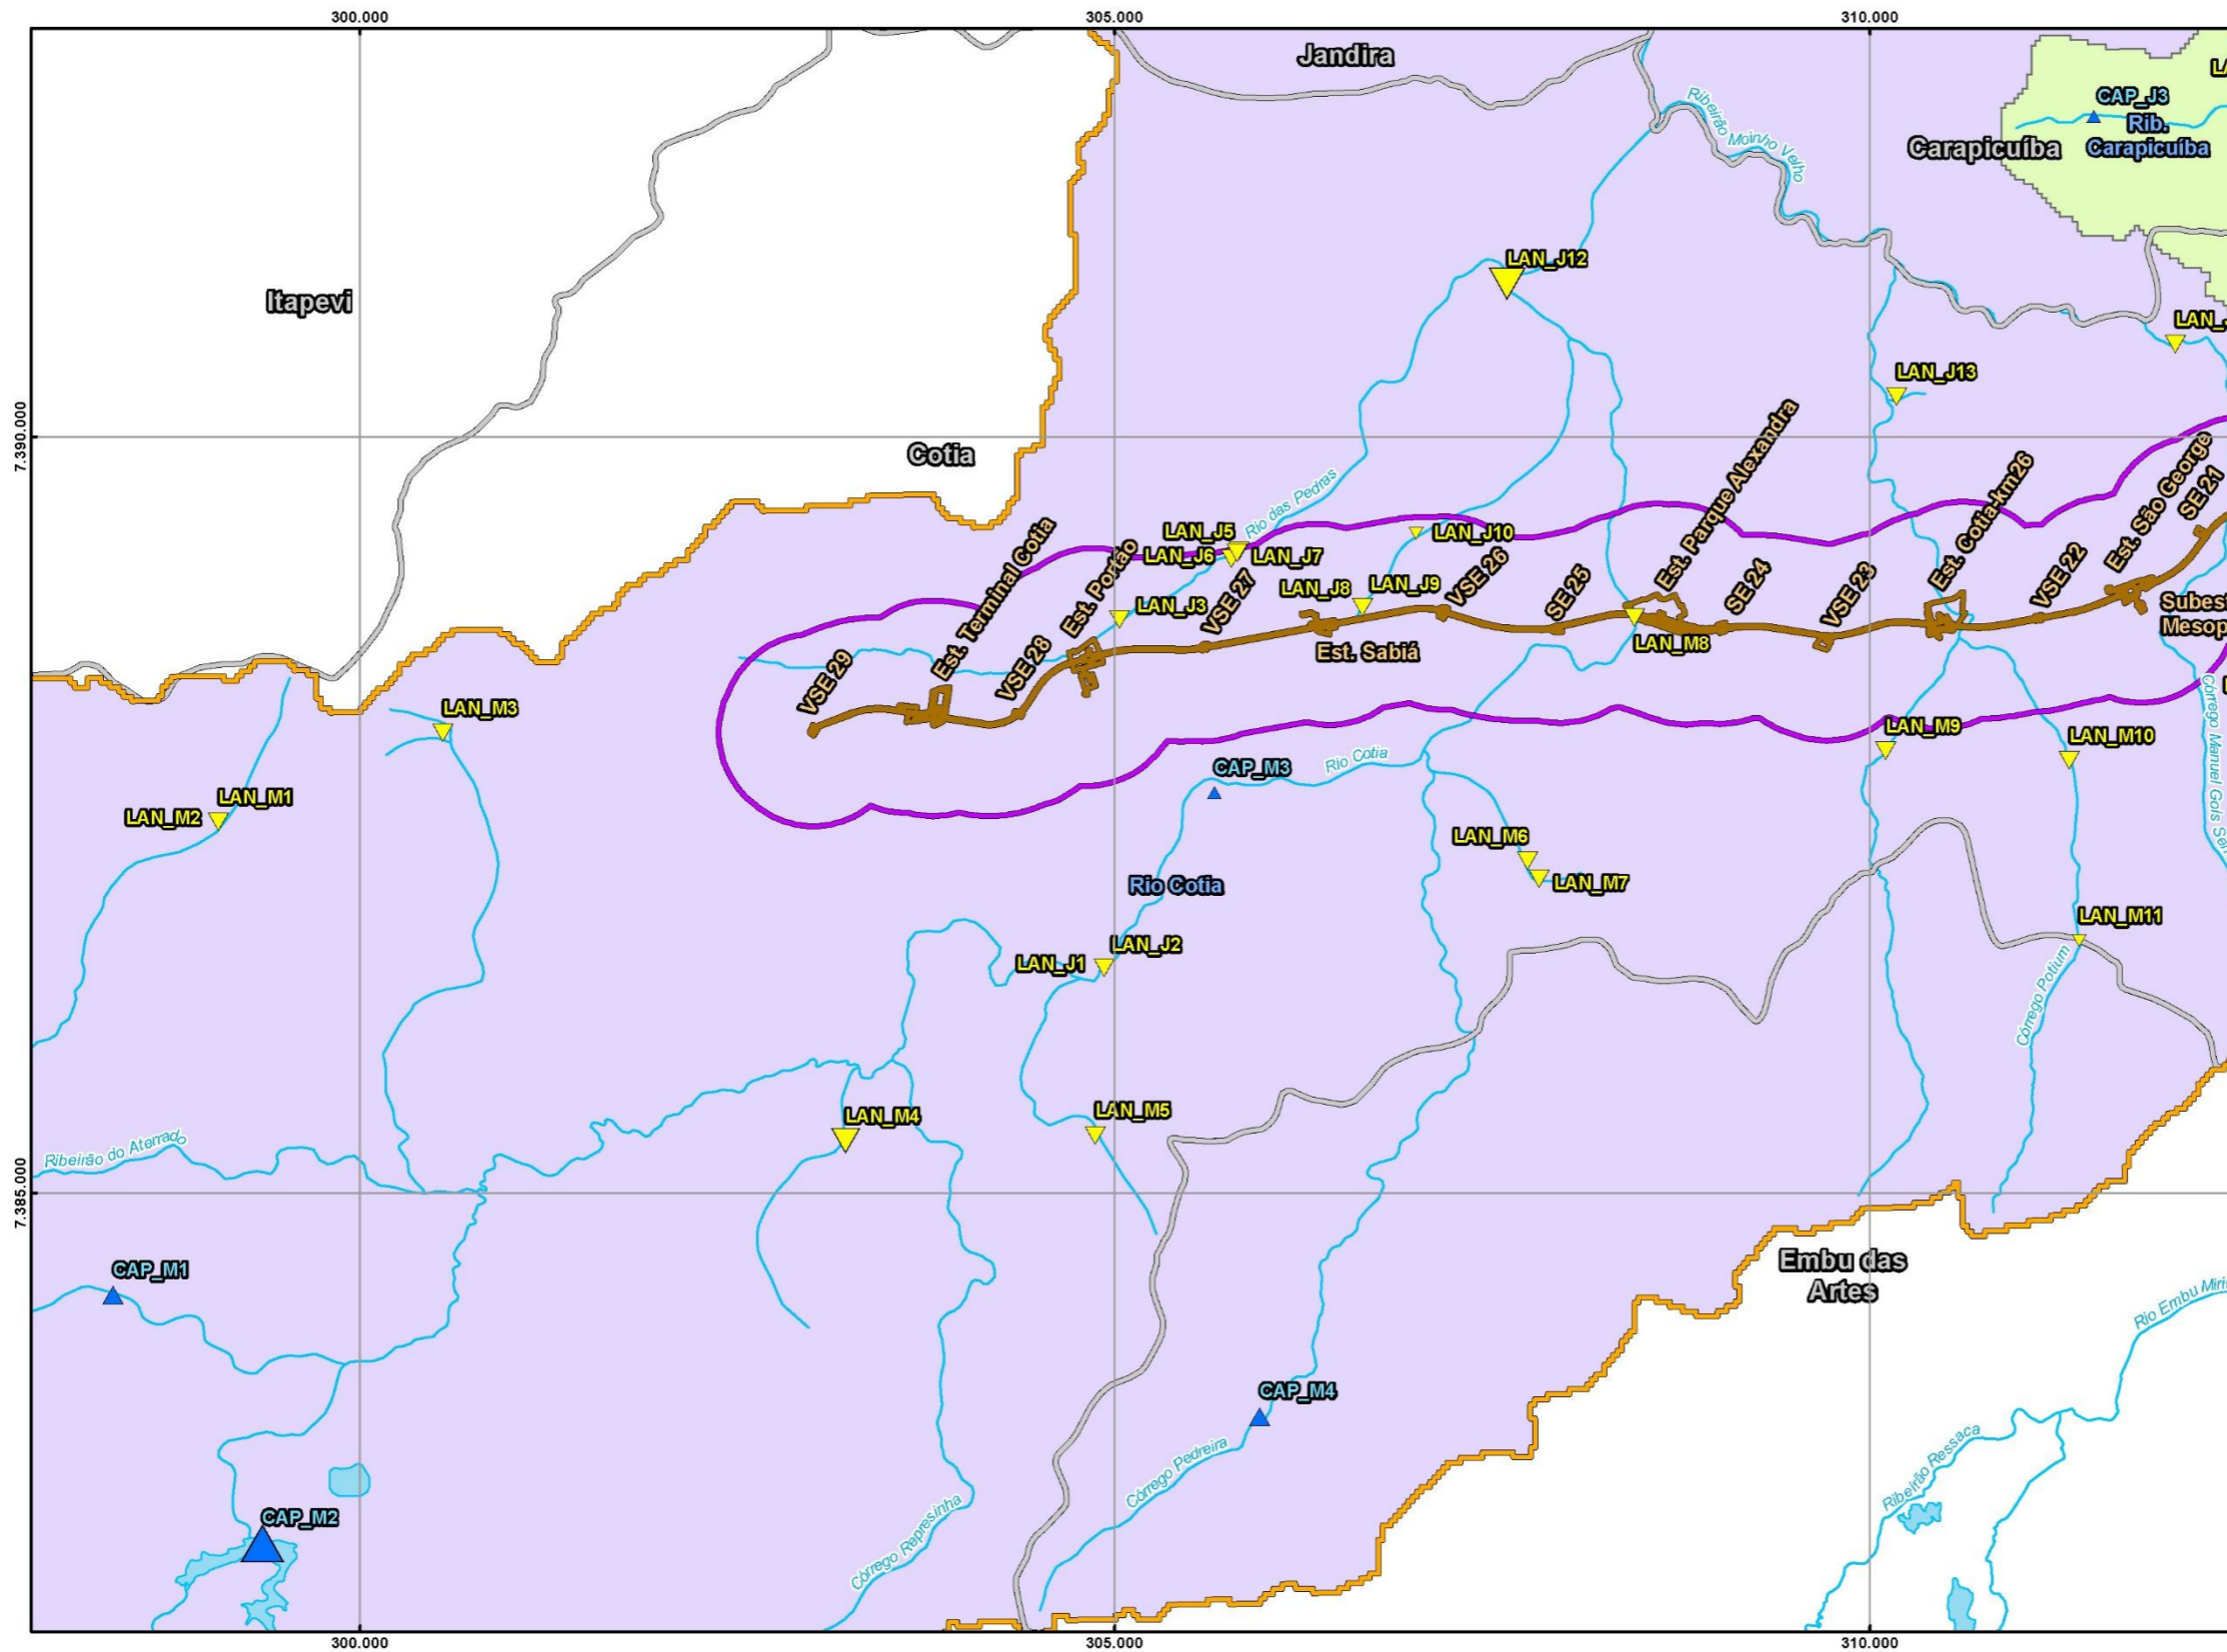 300.000
305.000
310.000
Jandira
Ribeirão Moinho Velho
CAP_J3
Rib.
Carapicuíba
Carapicuíba
LAN_J12
Itapevi
LAN_
LAN_J13
7.390.000
Cotia
Rio das Pedras
Est. Parque Alexandra
Est. Cotia-km26
Est. São George
SE 21
Est. Terminal Cotia
Est. Portão
LAN_J5
LAN_J6
LAN_J7
LAN_J10
VSE 27
LAN_J8
LAN_J9
VSE 26
SE 25
SE 24
VSE 23
VSE 22
LAN_J3
Est. Sabiá
LAN_M8
VSE 29
VSE 28
LAN_M3
LAN_M9
LAN_M10
CAP_M3
Rio Cotia
LAN_M2
LAN_M1
LAN_M6
LAN_M7
Rio Cotia
LAN_M11
LAN_J1
LAN_J2
Córrego Potium
Córrego Manuel Gois
LAN_M4
LAN_M5
Ribeirão do Aterrado
7.385.000
CAP_M1
Embu das
Artes
Rio Embu
CAP_M4
Córrego Pedreira
Ribeirão Ressaca
CAP_M2
Córrego Represinha
300.000
305.000
310.000